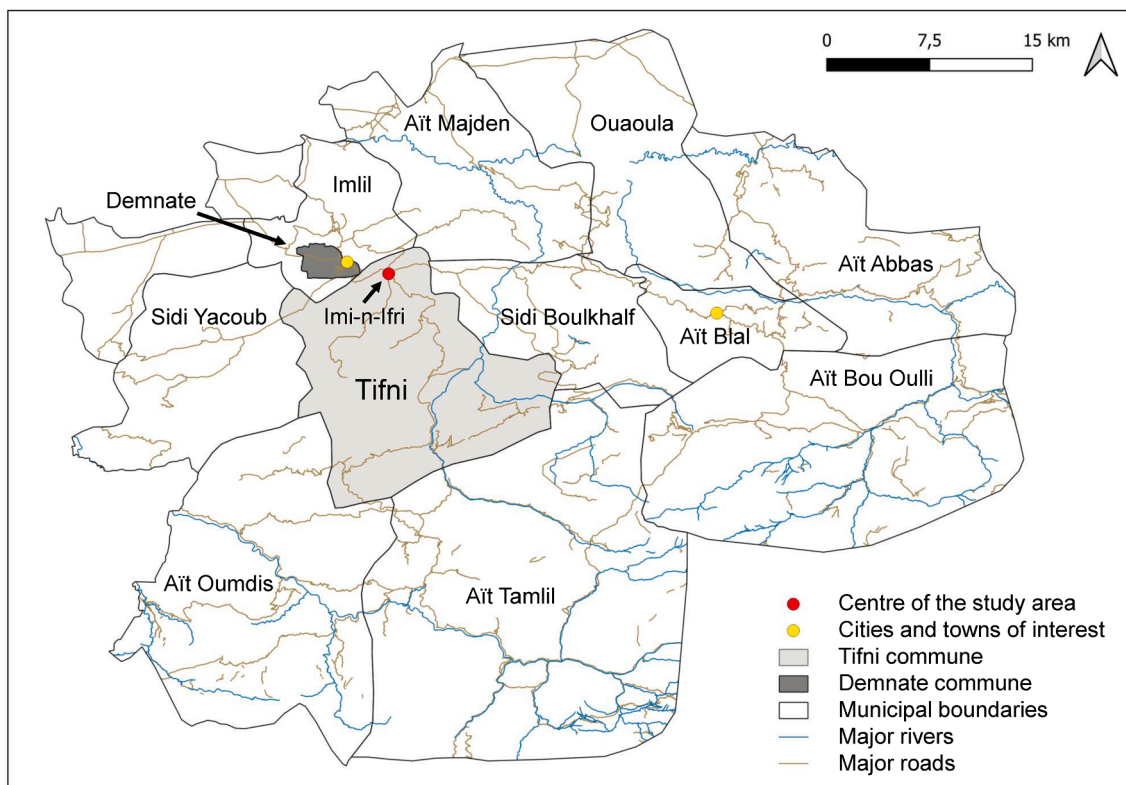 0 7,5 15 km
Aït Majden
Ouaoula
Imlil
Demnate
Aït Abbas
Imi-n-Ifri
Sidi Yacoub
Sidi Boulkhalf
Aït Blal
Tifni
Aït Bou Oulli
Aït Oumdis
Aït Tamlil
Centre of the study area
Cities and towns of interest
Tifni commune
Demnate commune
Municipal boundaries
Major rivers
Major roads